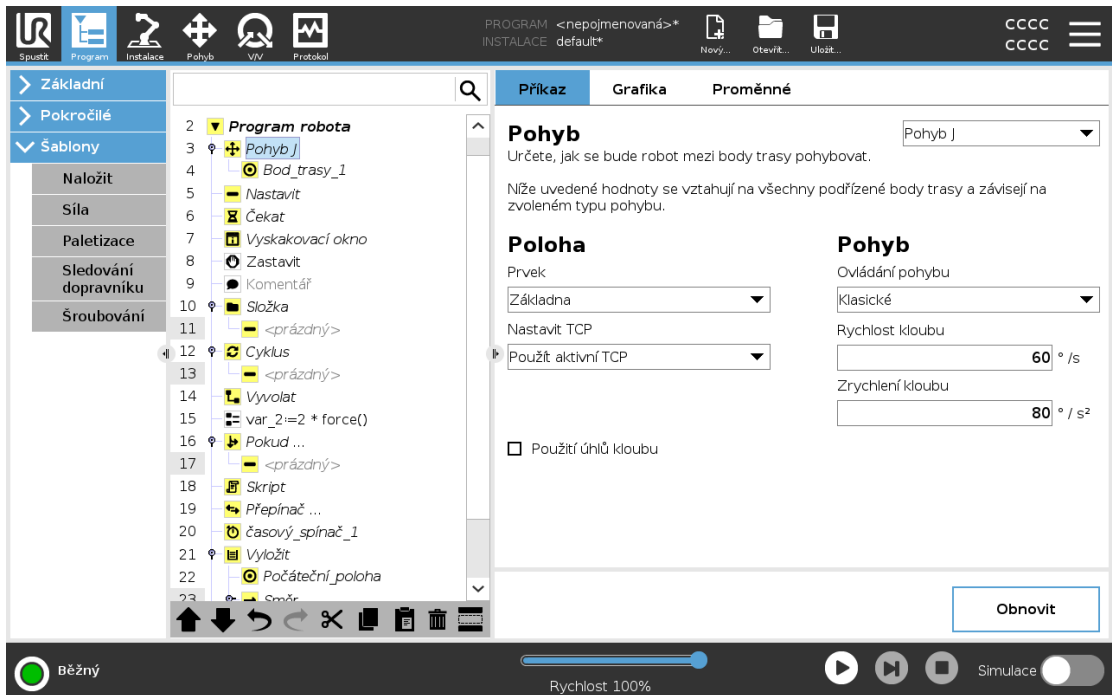 PROGRAM <nepojmenovaná>*
INSTALACE default*
Spustit
Program
Instalace
Pohyb
V/V
Protokol
Nový...
Otevřít...
Uložit...
CCCC
CCCC
Základní
Pokročilé
Šablony
Naložit
Síla
Paletizace
Sledování
dopravníku
Šroubování
2 Program robota
3 Pohyb J
4 Bod_trasy_1
5 Nastavit
6 Čekat
7 Vyskakovací okno
8 Zastavit
9 Komentář
10 Složka
11 <prázdný>
12 Cyklus
13 <prázdný>
14 Vyvolat
15 var_2:=2 * force()
16 Pokud ...
17 <prázdný>
18 Skript
19 Přepínač ...
20 časový_spínač_1
21 Vyložit
22 Počáteční_poloha
23 Směr
Příkaz
Grafika
Proměnné
Pohyb
Pohyb J
Určete, jak se bude robot mezi body trasy pohybovat.
Níže uvedené hodnoty se vztahují na všechny podřízené body trasy a závisejí na
zvoleném typu pohybu.
Poloha
Prvek
Základna
Nastavit TCP
Použít aktivní TCP
Použití úhlů kloubu
Pohyb
Ovládání pohybu
Klasické
Rychlost kloubu
60 ° /s
Zrychlení kloubu
80 ° / s²
Obnovit
Běžný
Rychlost 100%
Simulace